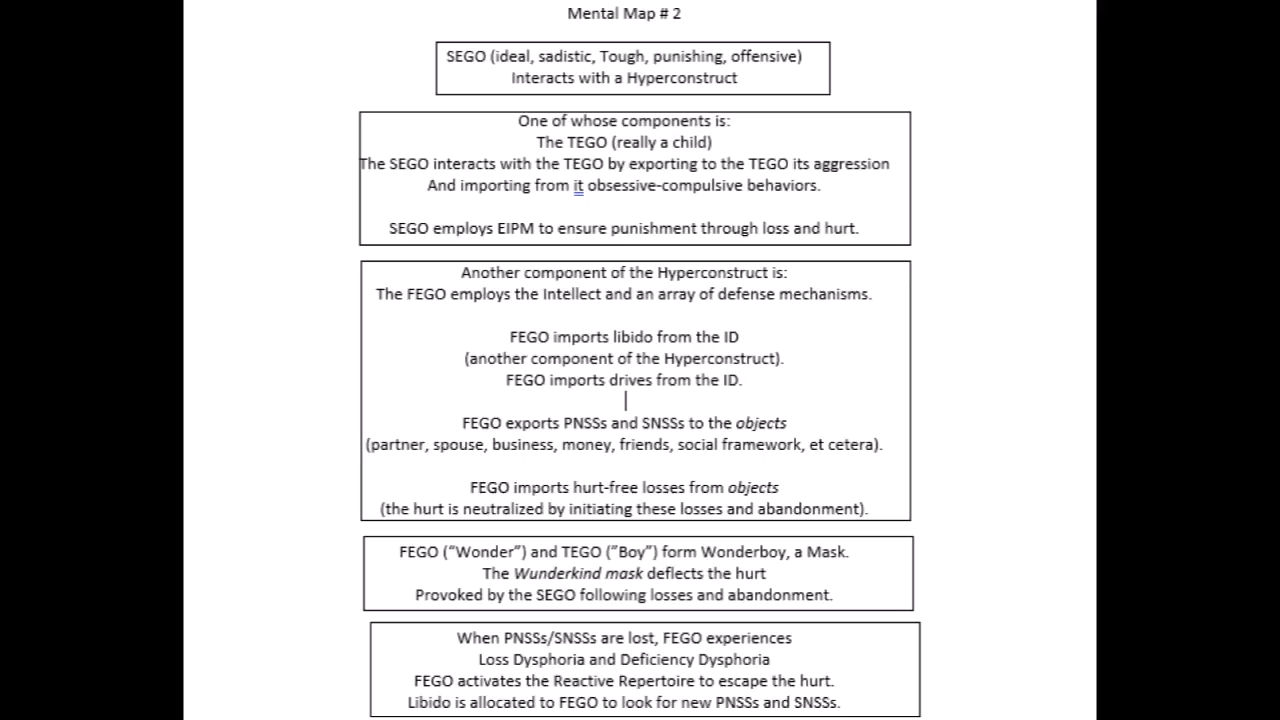 Mental Map # 2
SEGO (ideal, sadistic, Tough, punishing, offensive)
Interacts with a Hyperconstruct
One of whose components is:
The TEGO (really a child)
The SEGO interacts with the TEGO by exporting to the TEGO its aggression
And importing from it obsessive-compulsive behaviors.
SEGO employs EIPM to ensure punishment through loss and hurt.
Another component of the Hyperconstruct is:
The FEGO employs the Intellect and an array of defense mechanisms.
FEGO imports libido from the ID
(another component of the Hyperconstruct).
FEGO imports drives from the ID.
FEGO exports PNSSs and SNSSs to the objects
(partner, spouse, business, money, friends, social framework, et cetera).
FEGO imports hurt-free losses from objects
(the hurt is neutralized by initiating these losses and abandonment).
FEGO (“Wonder”) and TEGO (”Boy”) form Wonderboy, a Mask.
The Wunderkind mask deflects the hurt
Provoked by the SEGO following losses and abandonment.
When PNSSs/SNSSs are lost, FEGO experiences
Loss Dysphoria and Deficiency Dysphoria
FEGO activates the Reactive Repertoire to escape the hurt.
Libido is allocated to FEGO to look for new PNSSs and SNSSs.